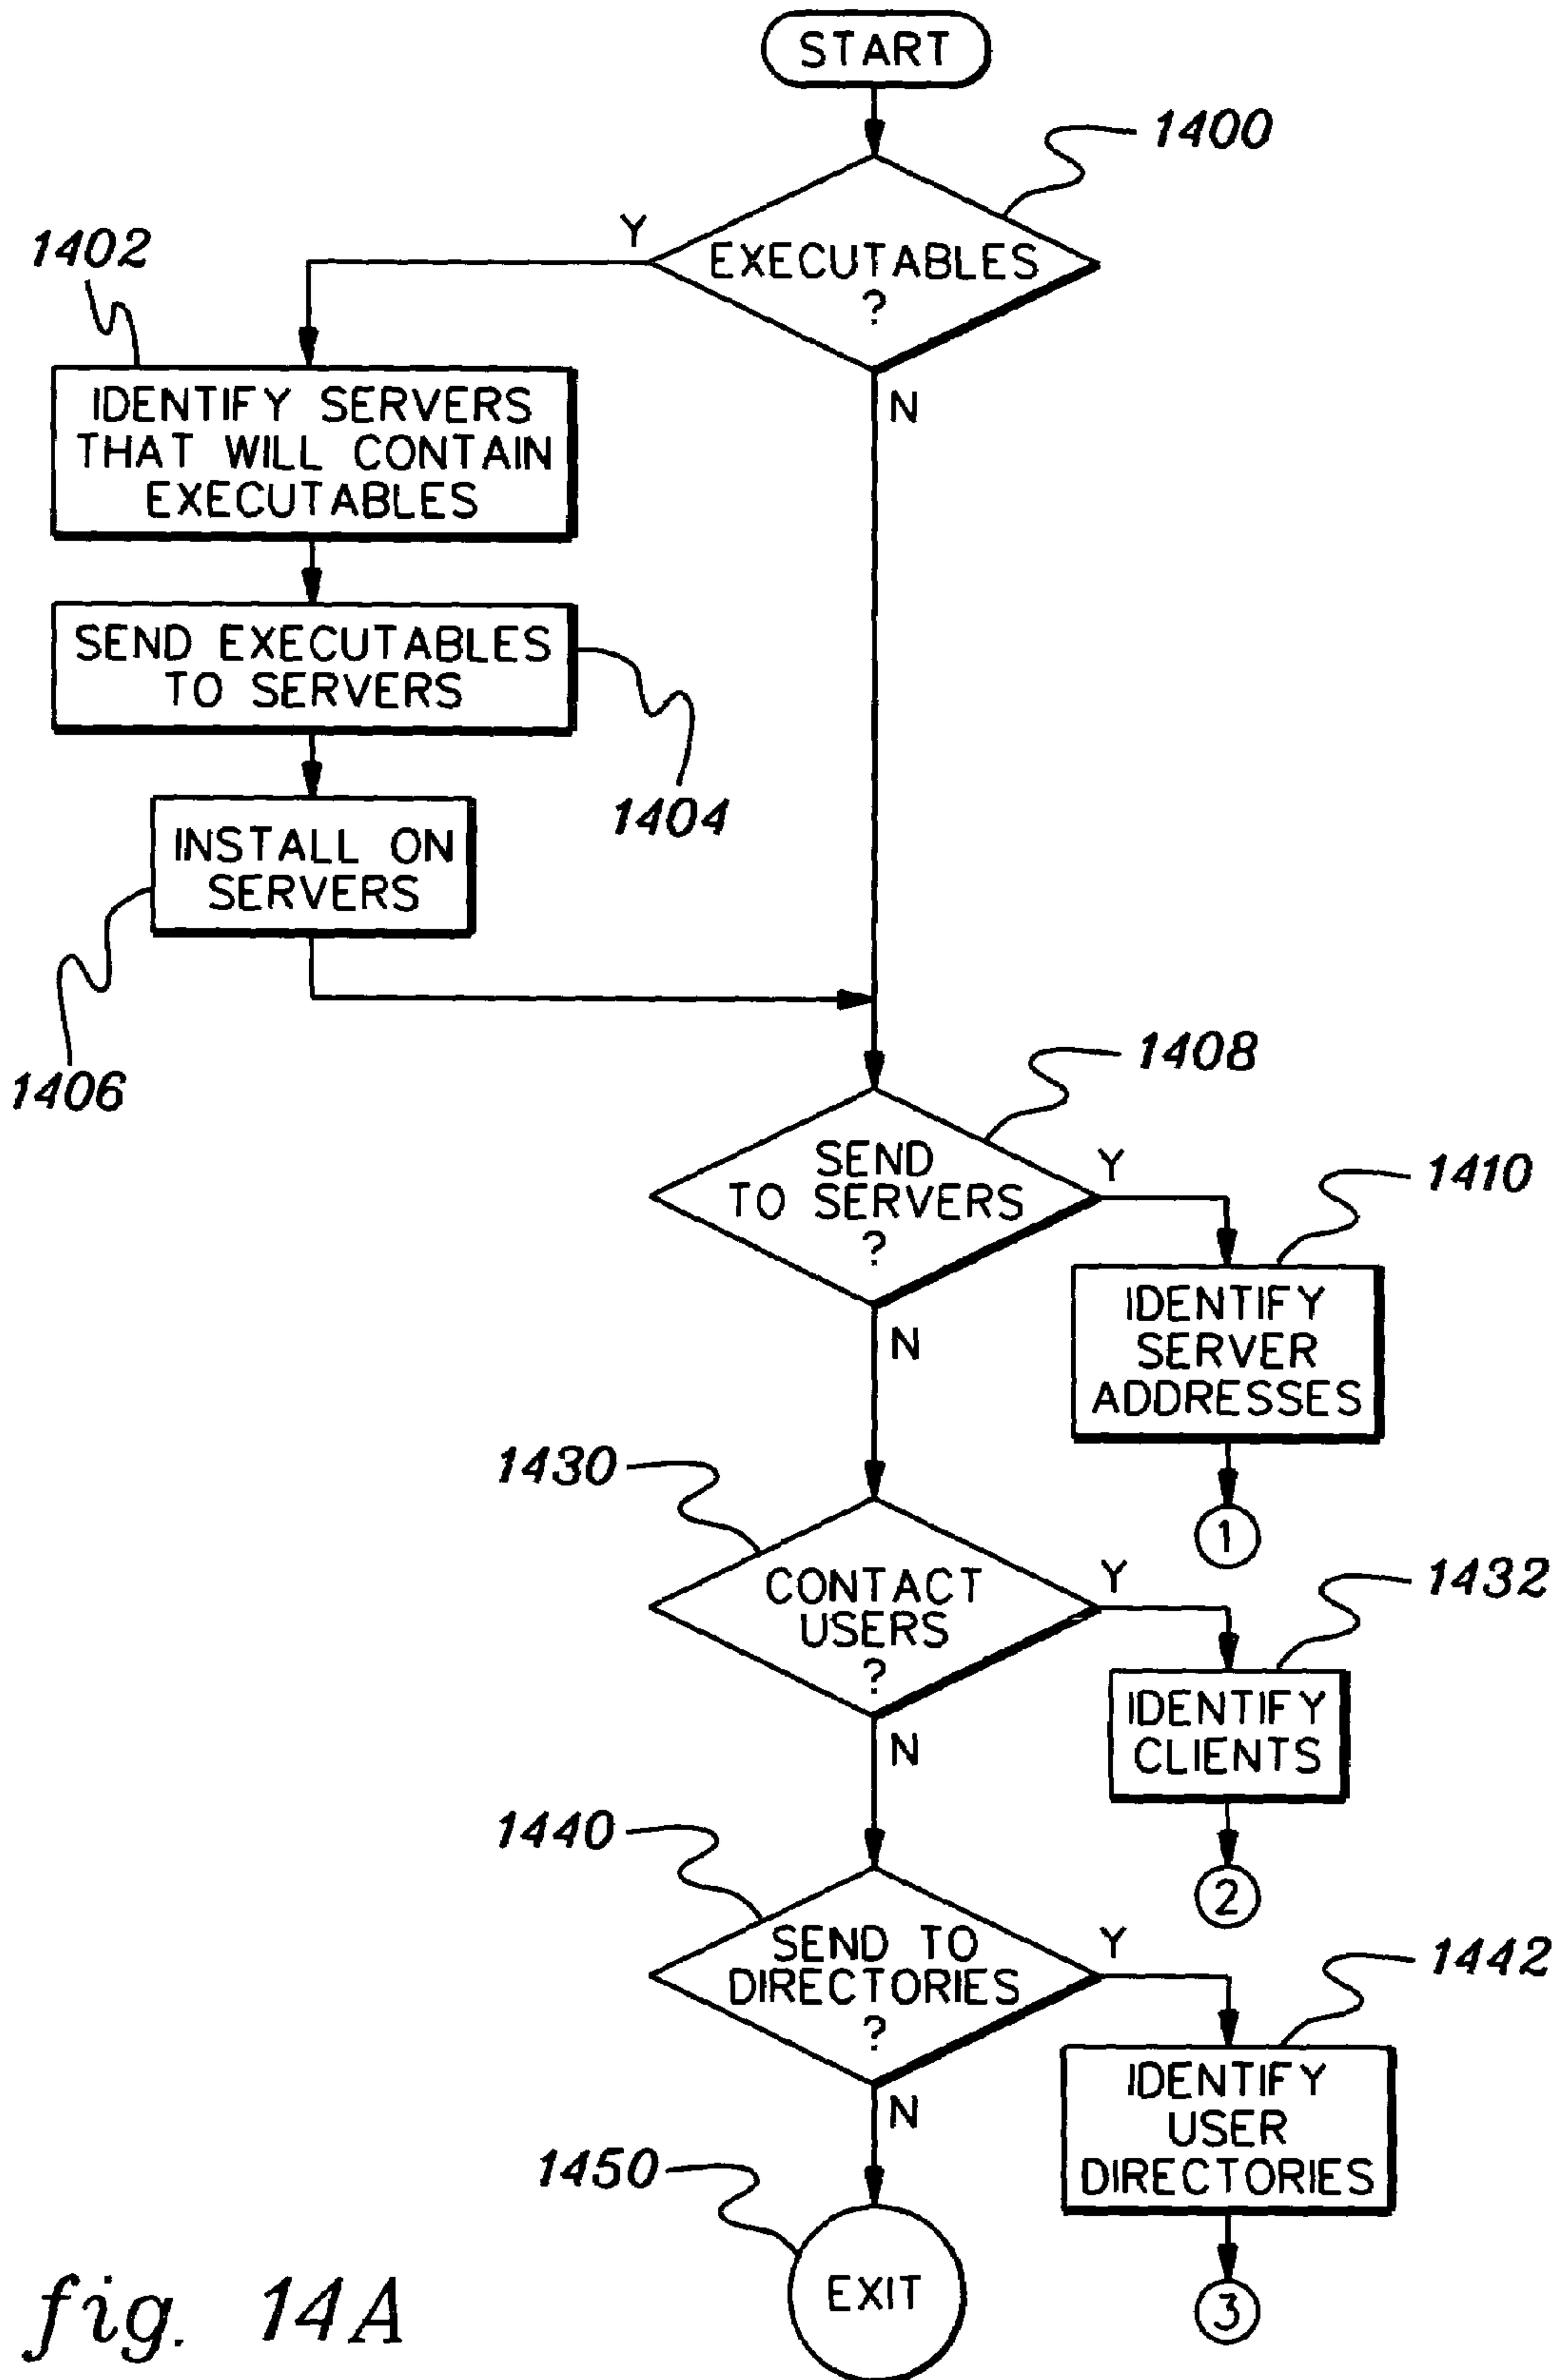 START
1400
Y
EXECUTABLES
?
N
1402
IDENTIFY SERVERS
THAT WILL CONTAIN
EXECUTABLES
SEND EXECUTABLES
TO SERVERS
1404
INSTALL ON
SERVERS
1406
1408
SEND
TO SERVERS
?
Y
N
1410
IDENTIFY
SERVER
ADDRESSES
1
1430
CONTACT
USERS
?
Y
N
1432
IDENTIFY
CLIENTS
2
1440
SEND TO
DIRECTORIES
?
Y
N
1442
IDENTIFY
USER
DIRECTORIES
3
1450
EXIT
fig. 14A